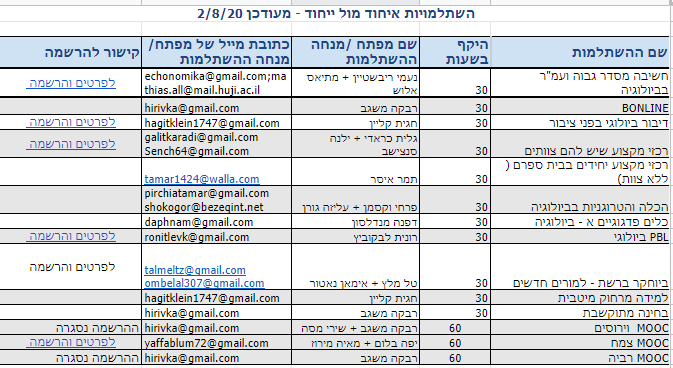 השתלמויות איחוד מול ייחוד - מעודכן 2/8/20
שם ההשתלמות היקף בשעות שם מפתח /מנחה ההשתלמות כתובת מייל של מפתח/ מנחה ההשתלמות קישור להרשמה
חשיבה מסדר גבוה ועמ"ר בביולוגיה 30 נעמי ריבשטיין + מתיאס אלוש echonomika@gmail.com;mathias.all@mail.huji.ac.il לפרטים והרשמה
BONLINE 30 רבקה משגב hirivka@gmail.com
דיבור ביולוגי בפני ציבור 30 חגית קליין hagitklein1747@gmail.com לפרטים והרשמה
רכזי מקצוע שיש להם צוותים 30 גלית כראדי + ילנה סנצישב galitkaradi@gmail.com Sench64@gmail.com לפרטים והרשמה
רכזי מקצוע יחידים בבית ספרם ( ללא צוות) 30 תמר איסר tamar1424@walla.com
הכלה והטרוגניות בביולוגיה 30 פרחי וקסמן + עליזה גורן pirchiatamar@gmail.com shokogor@bezeqint.net
כלים פדגוגיים א - ביולוגיה 30 דפנה מנדלסון daphnam@gmail.com
PBL ביולוגי 30 רונית לבקוביץ ronitlevk@gmail.com לפרטים והרשמה
ביוחקר ברשת - למורים חדשים 30 טל מלץ + אימאן נאטור talmeltz@gmail.com ombelal307@gmail.com לפרטים והרשמה
למידה מרחוק מיטבית 30 חגית קליין hagitklein1747@gmail.com
בחינה מתוקשבת 30 רבקה משגב hirivka@gmail.com
MOOC וירוסים 60 רבקה משגב + שירי מסה hirivka@gmail.com ההרשמה נסגרה
MOOC צמח 60 יפה בלום + מאיה מירוז yaffablum72@gmail.com לפרטים והרשמה
MOOC רביה 60 רבקה משגב hirivka@gmail.com ההרשמה נסגרה